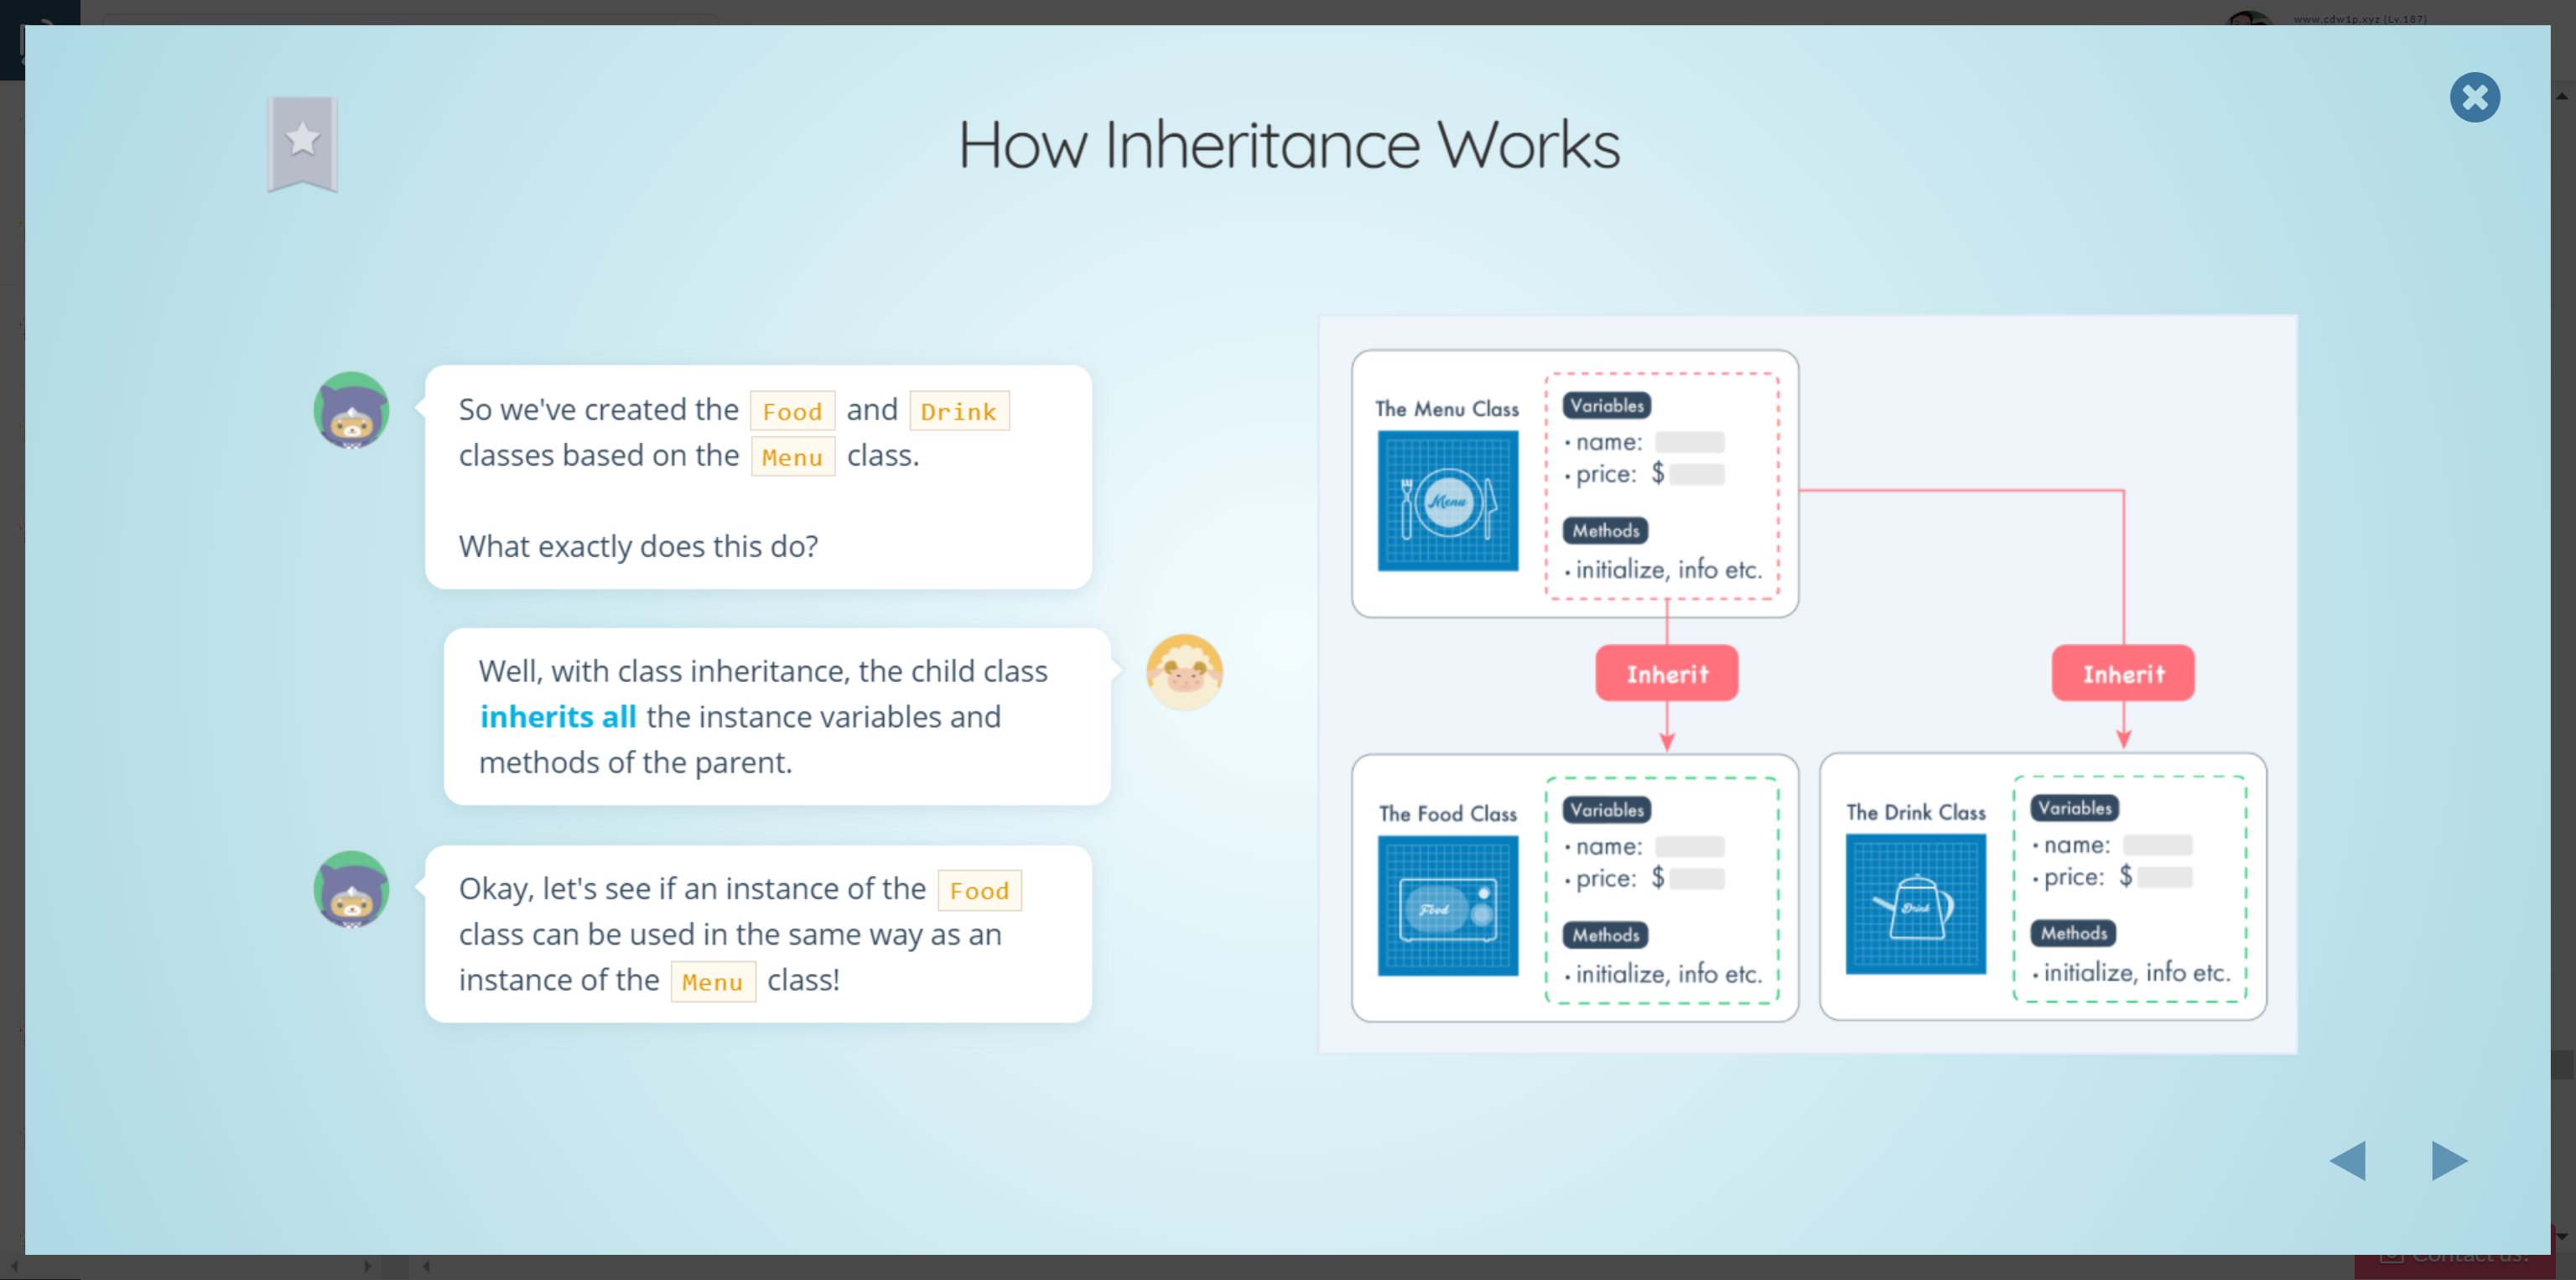 www.cdw1p.xyz (Lv.187)
How Inheritance Works
So we've created the Food and Drink
classes based on the Menu class.
What exactly does this do?
Well, with class inheritance, the child class
inherits all the instance variables and
methods of the parent.
Okay, let's see if an instance of the Food
class can be used in the same way as an
instance of the Menu class!
The Menu Class
Menu
Variables
• name:
• price: $
Methods
• initialize, info etc.
Inherit
Inherit
The Food Class
Food
Variables
• name:
• price: $
Methods
• initialize, info etc.
The Drink Class
Drink
Variables
• name:
• price: $
Methods
• initialize, info etc.
Contact us!